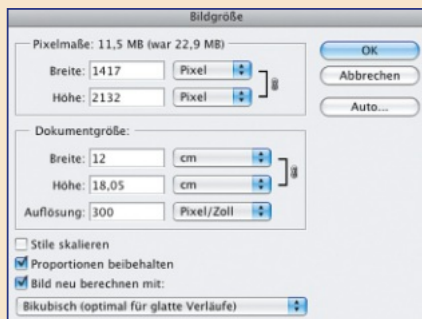 Bildgröße
Pixelmaße: 11,5 MB (war 22,9 MB)
Breite: 1417 Pixel
Höhe: 2132 Pixel
OK
Abbrechen
Auto...
Dokumentgröße:
Breite: 12 cm
Höhe: 18,05 cm
Auflösung: 300 Pixel/Zoll
Stile skalieren
Proportionen beibehalten
Bild neu berechnen mit:
Bikubisch (optimal für glatte Verläufe)